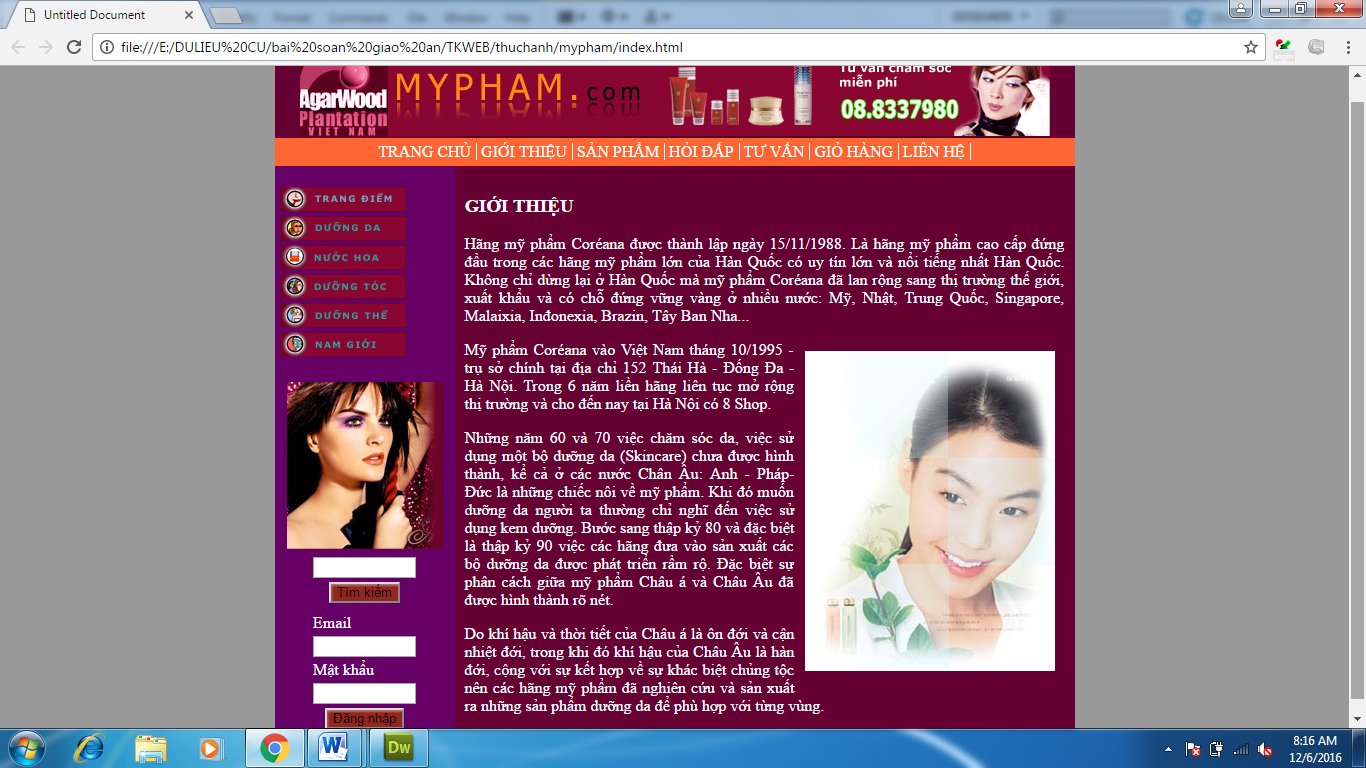 Untitled Document
file:///E:/DULIEU%20CU/bai%20soan%20giao%20an/TKWEB/thuchanh/mypham/index.html
AgarWood
Plantation
VIET NAM
MYPHAM.com
Tư vấn chăm sóc
miễn phí
08.8337980
TRANG CHỦ | GIỚI THIỆU | SẢN PHẨM | HỎI ĐÁP | TƯ VẤN | GIỎ HÀNG | LIÊN HỆ |
TRANG ĐIỂM
DƯỠNG DA
NƯỚC HOA
DƯỠNG TÓC
DƯỠNG THỂ
NAM GIỚI
Tìm kiếm
Email
Mật khẩu
Đăng nhập
GIỚI THIỆU
Hãng mỹ phẩm Coréana được thành lập ngày 15/11/1988. Là hãng mỹ phẩm cao cấp đứng
đầu trong các hãng mỹ phẩm lớn của Hàn Quốc có uy tín lớn và nổi tiếng nhất Hàn Quốc.
Không chỉ dừng lại ở Hàn Quốc mà mỹ phẩm Coréana đã lan rộng sang thị trường thế giới,
xuất khẩu và có chỗ đứng vững vàng ở nhiều nước: Mỹ, Nhật, Trung Quốc, Singapore,
Malaixia, Inđonexia, Brazin, Tây Ban Nha...
Mỹ phẩm Coréana vào Việt Nam tháng 10/1995 -
trụ sở chính tại địa chỉ 152 Thái Hà - Đống Đa -
Hà Nội. Trong 6 năm liền hãng liên tục mở rộng
thị trường và cho đến nay tại Hà Nội có 8 Shop.
Những năm 60 và 70 việc chăm sóc da, việc sử
dụng một bộ dưỡng da (Skincare) chưa được hình
thành, kể cả ở các nước Chân Âu: Anh - Pháp-
Đức là những chiếc nôi về mỹ phẩm. Khi đó muốn
dưỡng da người ta thường chỉ nghĩ đến việc sử
dụng kem dưỡng. Bước sang thập kỷ 80 và đặc biệt
là thập kỷ 90 việc các hãng đưa vào sản xuất các
bộ dưỡng da được phát triển rầm rộ. Đặc biệt sự
phân cách giữa mỹ phẩm Châu á và Châu Âu đã
được hình thành rõ nét.
Do khí hậu và thời tiết của Châu á là ôn đới và cận
nhiệt đới, trong khi đó khí hậu của Châu Âu là hàn
đới, cộng với sự kết hợp về sự khác biệt chủng tộc
nên các hãng mỹ phẩm đã nghiên cứu và sản xuất
ra những sản phẩm dưỡng da để phù hợp với từng vùng.
Dw
8:16 AM
12/6/2016